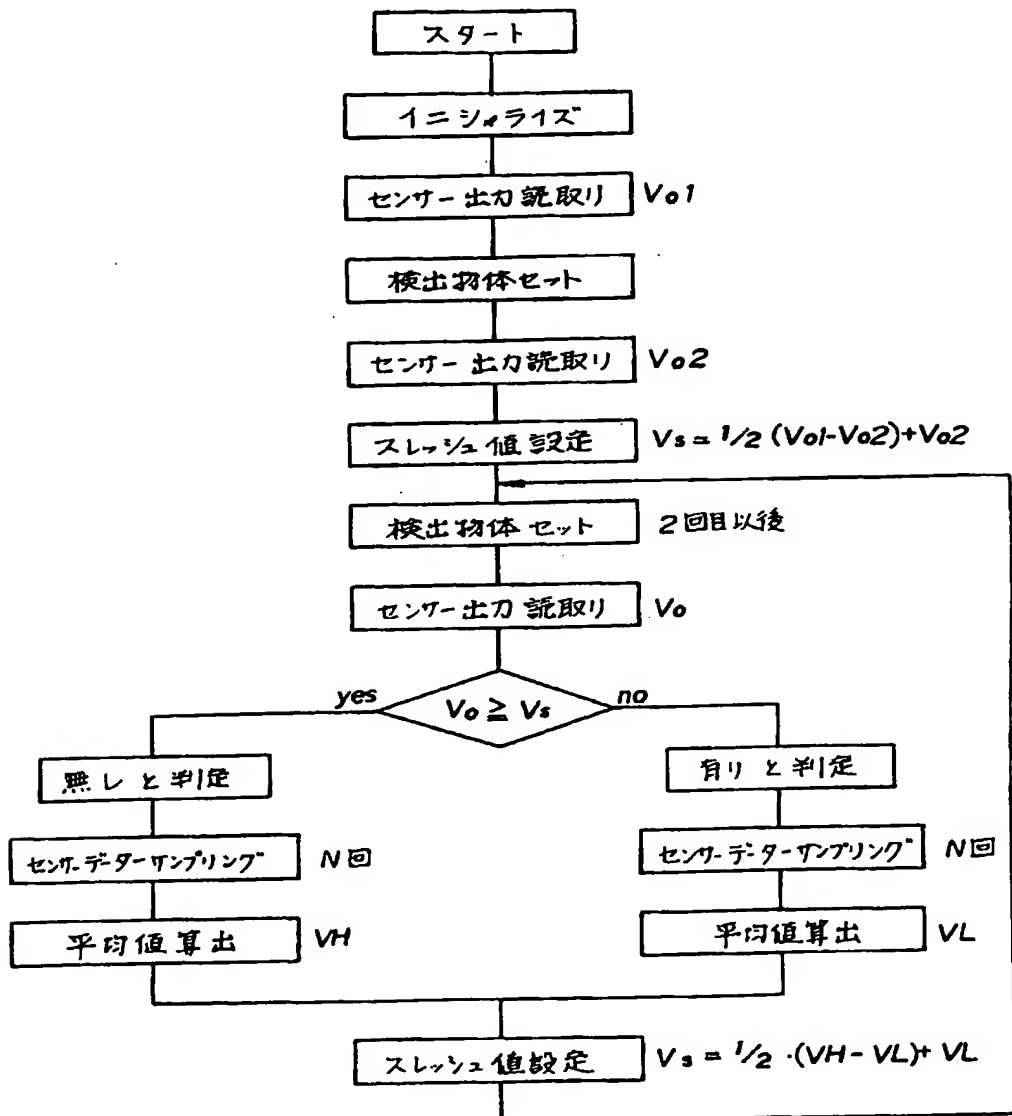 スタート
イニシャライズ
センサー出力読取り Vo1
検出物体セット
センサー出力読取り Vo2
スレッシュ値設定 Vs = 1/2 (Vo1-Vo2)+Vo2
検出物体セット 2回目以後
センサー出力読取り Vo
yes Vo ≧ Vs no
無しと判定 有りと判定
センサーデーターサンプリング N回 センサーデーターサンプリング N回
平均値算出 VH 平均値算出 VL
スレッシュ値設定 Vs = 1/2 ・(VH-VL)+VL